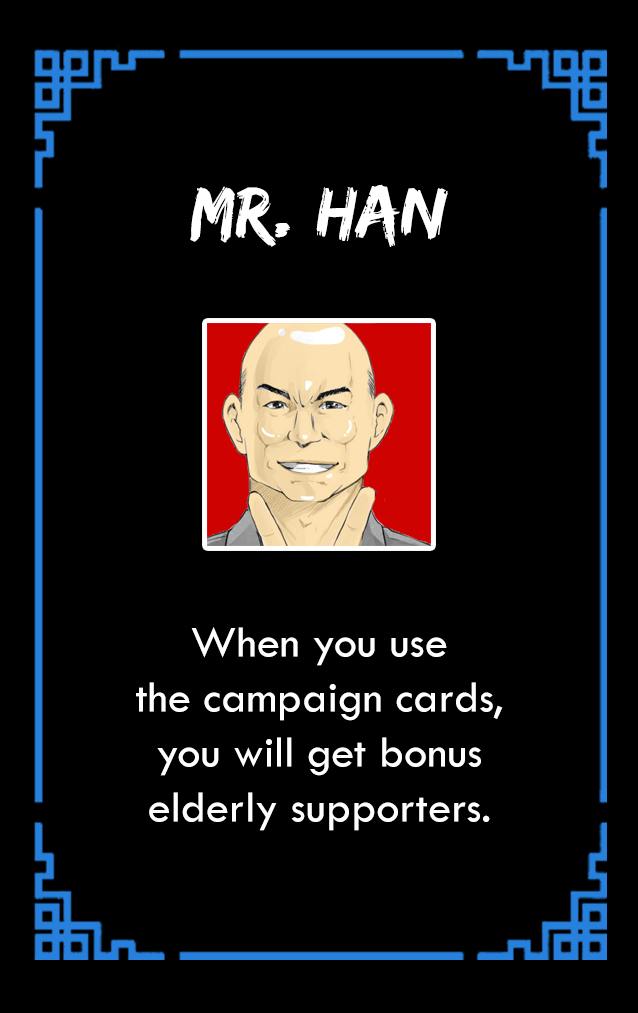 MR. HAN
When you use
the campaign cards,
you will get bonus
elderly supporters.